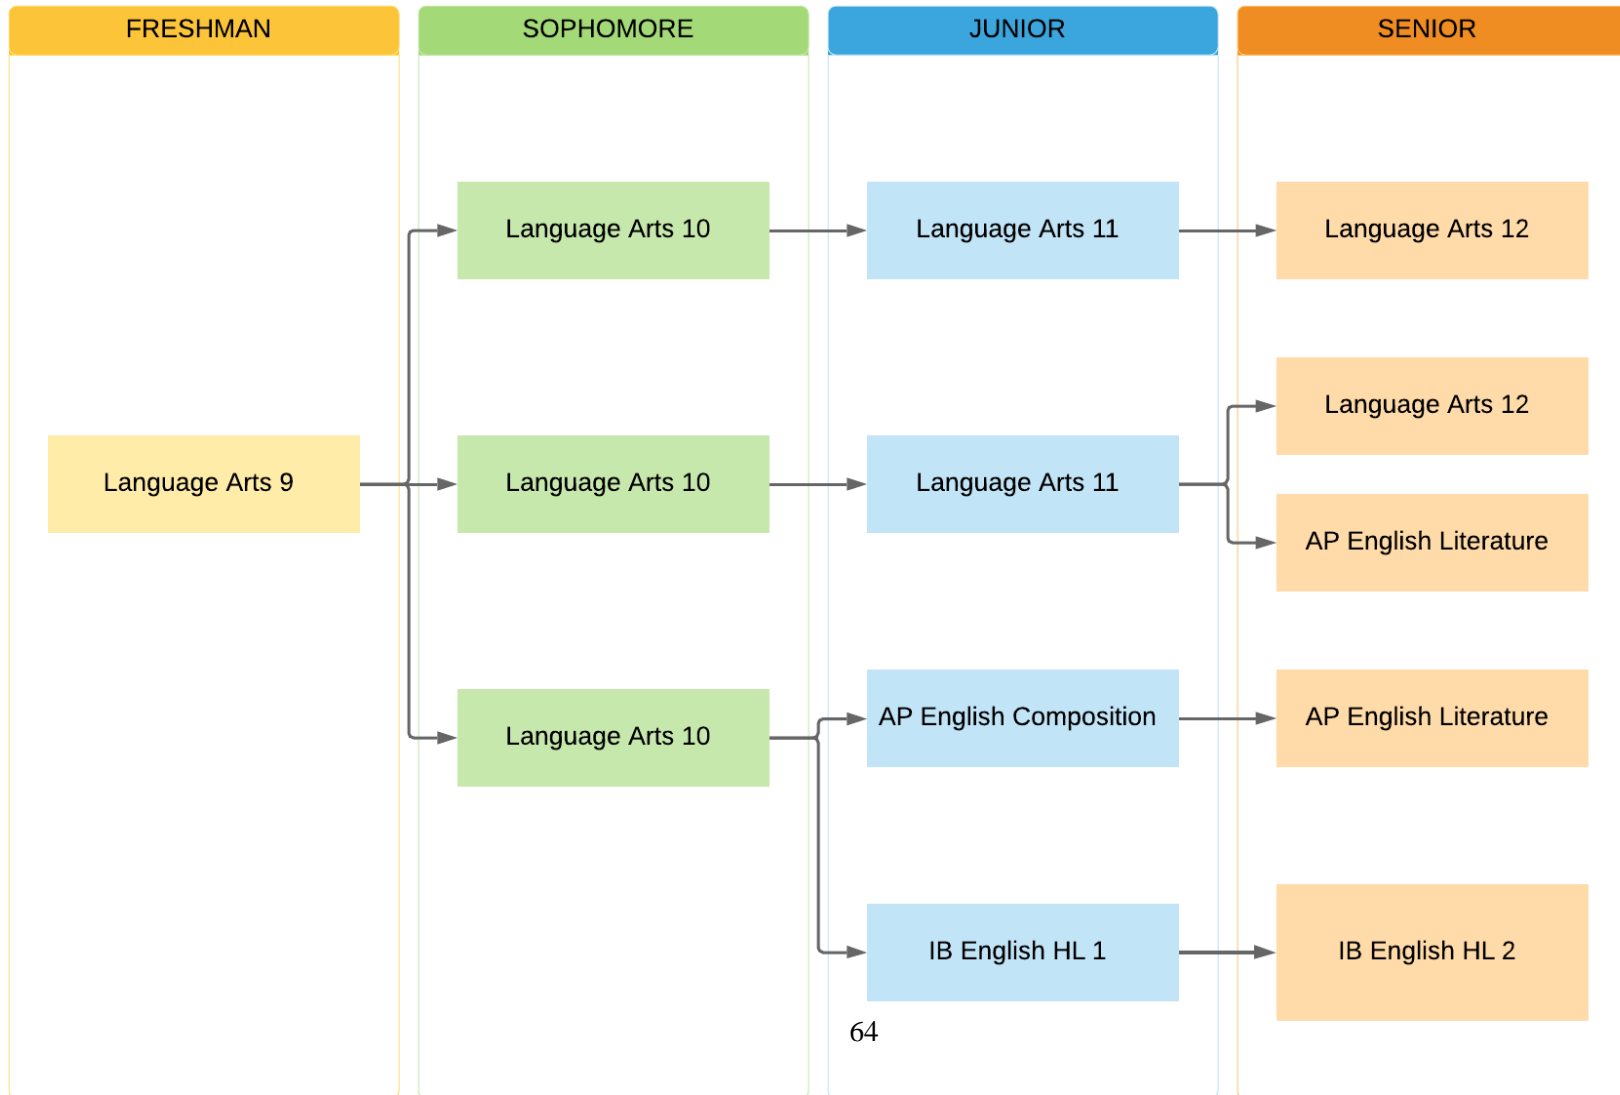 FRESHMAN
SOPHOMORE
JUNIOR
SENIOR
Language Arts 10
Language Arts 11
Language Arts 12
Language Arts 12
Language Arts 9
Language Arts 10
Language Arts 11
AP English Literature
Language Arts 10
AP English Composition
AP English Literature
IB English HL 1
IB English HL 2
64